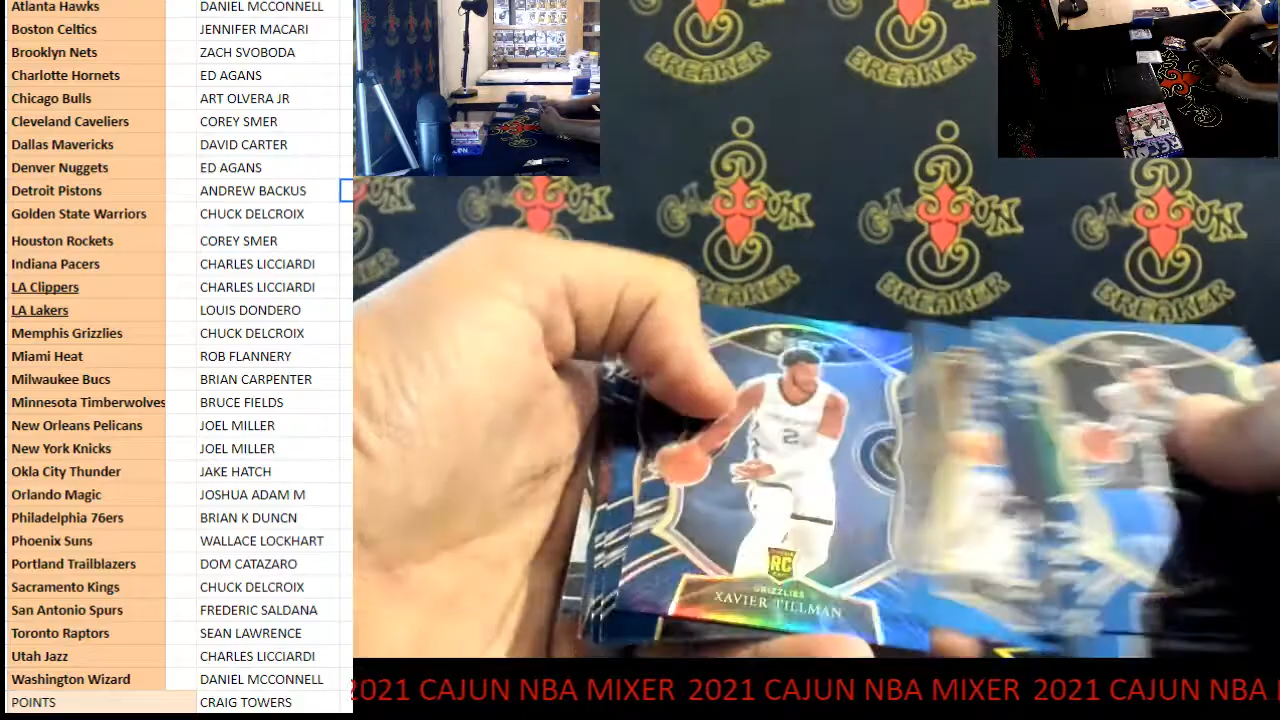 Atlanta Hawks DANIEL MCCONNELL
Boston Celtics JENNIFER MACARI
Brooklyn Nets ZACH SVOBODA
Charlotte Hornets ED AGANS
Chicago Bulls ART OLVERA JR
Cleveland Caveliers COREY SMER
Dallas Mavericks DAVID CARTER
Denver Nuggets ED AGANS
Detroit Pistons ANDREW BACKUS
Golden State Warriors CHUCK DELCROIX
Houston Rockets COREY SMER
Indiana Pacers CHARLES LICCIARDI
LA Clippers CHARLES LICCIARDI
LA Lakers LOUIS DONDERO
Memphis Grizzlies CHUCK DELCROIX
Miami Heat ROB FLANNERY
Milwaukee Bucs BRIAN CARPENTER
Minnesota Timberwolves BRUCE FIELDS
New Orleans Pelicans JOEL MILLER
New York Knicks JOEL MILLER
Okla City Thunder JAKE HATCH
Orlando Magic JOSHUA ADAM M
Philadelphia 76ers BRIAN K DUNCN
Phoenix Suns WALLACE LOCKHART
Portland Trailblazers DOM CATAZARO
Sacramento Kings CHUCK DELCROIX
San Antonio Spurs FREDERIC SALDANA
Toronto Raptors SEAN LAWRENCE
Utah Jazz CHARLES LICCIARDI
Washington Wizard DANIEL MCCONNELL
POINTS CRAIG TOWERS
BREAKER BREAKER
CAJUN CAJUN CAJUN
BREAKER BREAKER BREAKER
2
RC
GRIZZLIES
XAVIER TILLMAN
2021 CAJUN NBA MIXER 2021 CAJUN NBA MIXER 2021 CAJUN NBA